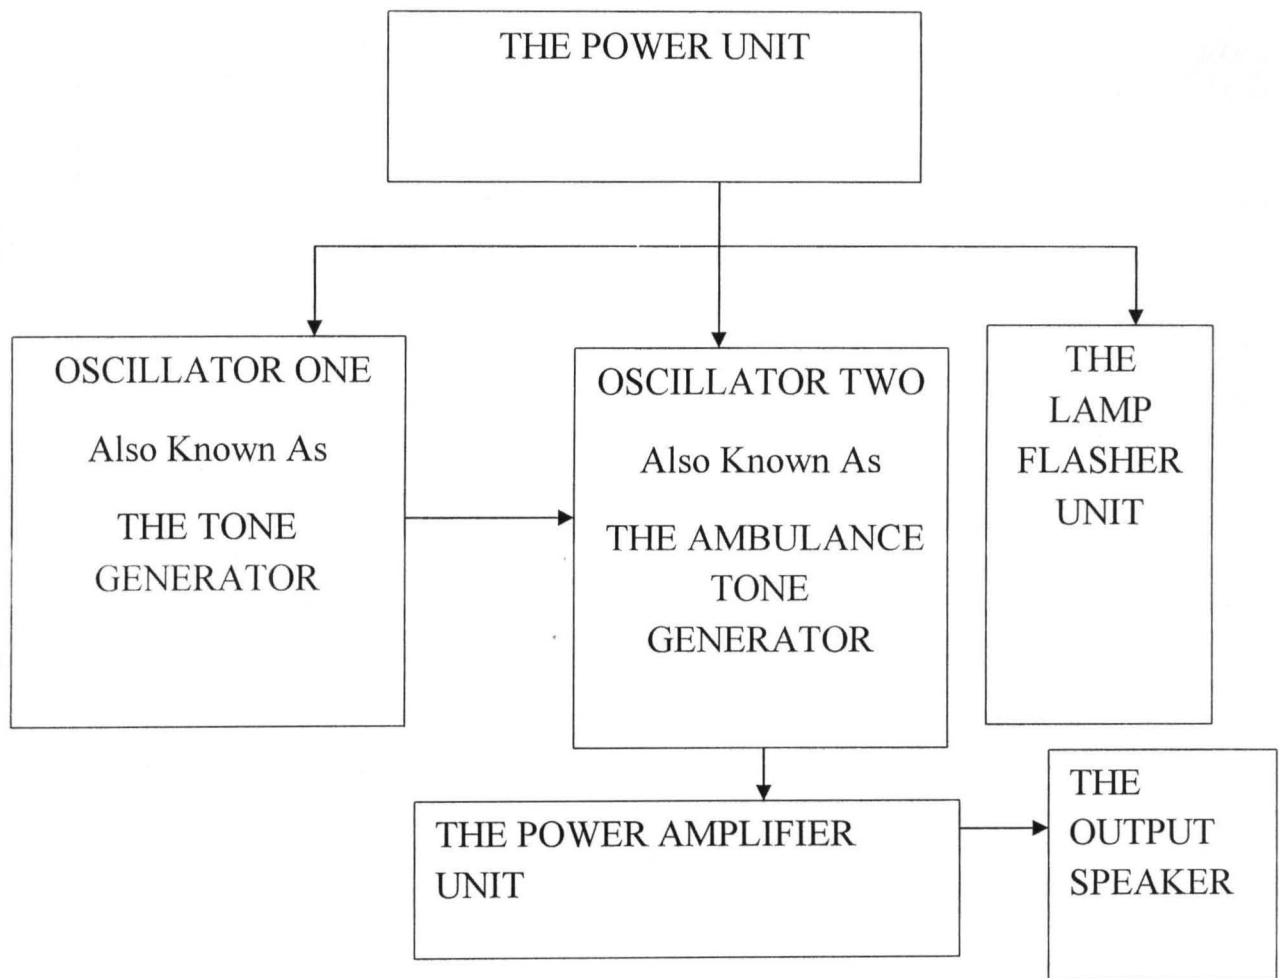 THE POWER UNIT
OSCILLATOR ONE
Also Known As
THE TONE
GENERATOR
OSCILLATOR TWO
Also Known As
THE AMBULANCE
TONE
GENERATOR
THE
LAMP
FLASHER
UNIT
THE POWER AMPLIFIER
UNIT
THE
OUTPUT
SPEAKER